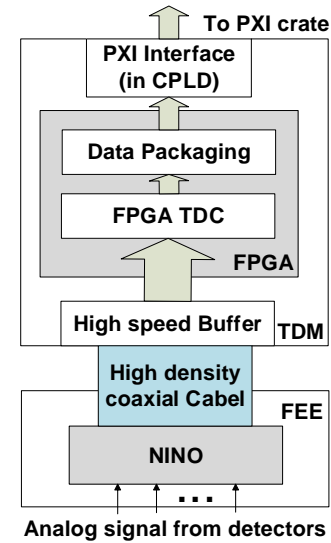 To PXI crate
PXI Interface
(in CPLD)
Data Packaging
FPGA TDC
FPGA
High speed Buffer
TDM
High density
coaxial Cabel
FEE
NINO
...
Analog signal from detectors